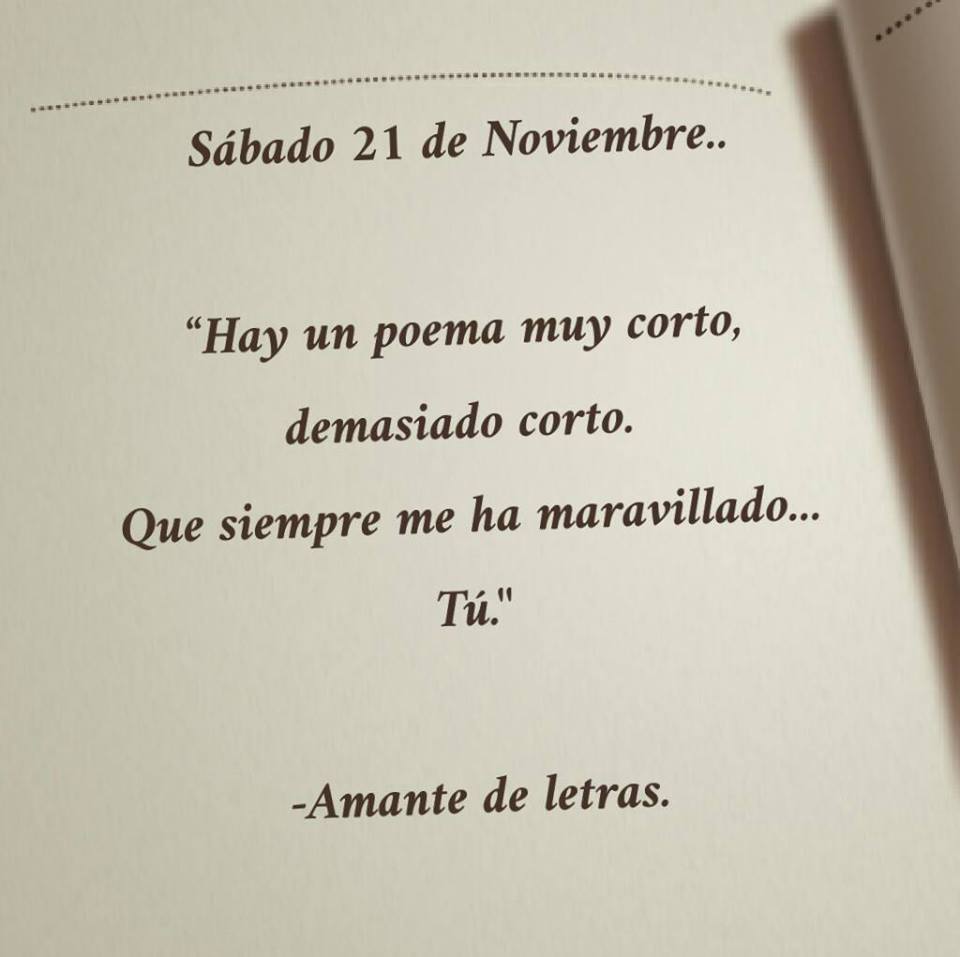 Sábado 21 de Noviembre..
“Hay un poema muy corto,
demasiado corto.
Que siempre me ha maravillado...
Tú."
-Amante de letras.